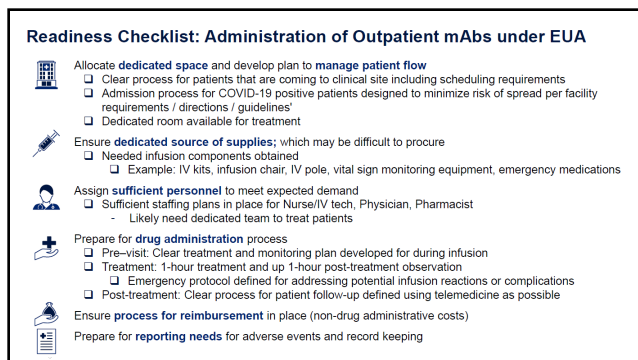 Readiness Checklist: Administration of Outpatient mAbs under EUA
Allocate dedicated space and develop plan to manage patient flow
Clear process for patients that are coming to clinical site including scheduling requirements
Admission process for COVID-19 positive patients designed to minimize risk of spread per facility
requirements / directions / guidelines'
Dedicated room available for treatment
Ensure dedicated source of supplies; which may be difficult to procure
Needed infusion components obtained
Example: IV kits, infusion chair, IV pole, vital sign monitoring equipment, emergency medications
Assign sufficient personnel to meet expected demand
Sufficient staffing plans in place for Nurse/IV tech, Physician, Pharmacist
- Likely need dedicated team to treat patients
Prepare for drug administration process
Pre–visit: Clear treatment and monitoring plan developed for during infusion
Treatment: 1-hour treatment and up 1-hour post-treatment observation
Emergency protocol defined for addressing potential infusion reactions or complications
Post-treatment: Clear process for patient follow-up defined using telemedicine as possible
Ensure process for reimbursement in place (non-drug administrative costs)
Prepare for reporting needs for adverse events and record keeping